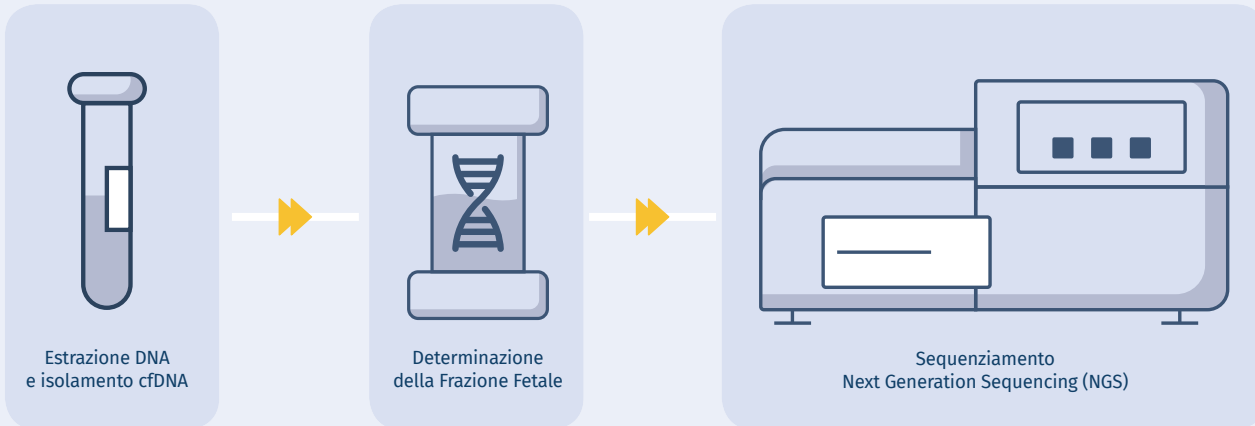 Estrazione DNA
e isolamento cfDNA
Determinazione
della Frazione Fetale
Sequenziamento
Next Generation Sequencing (NGS)